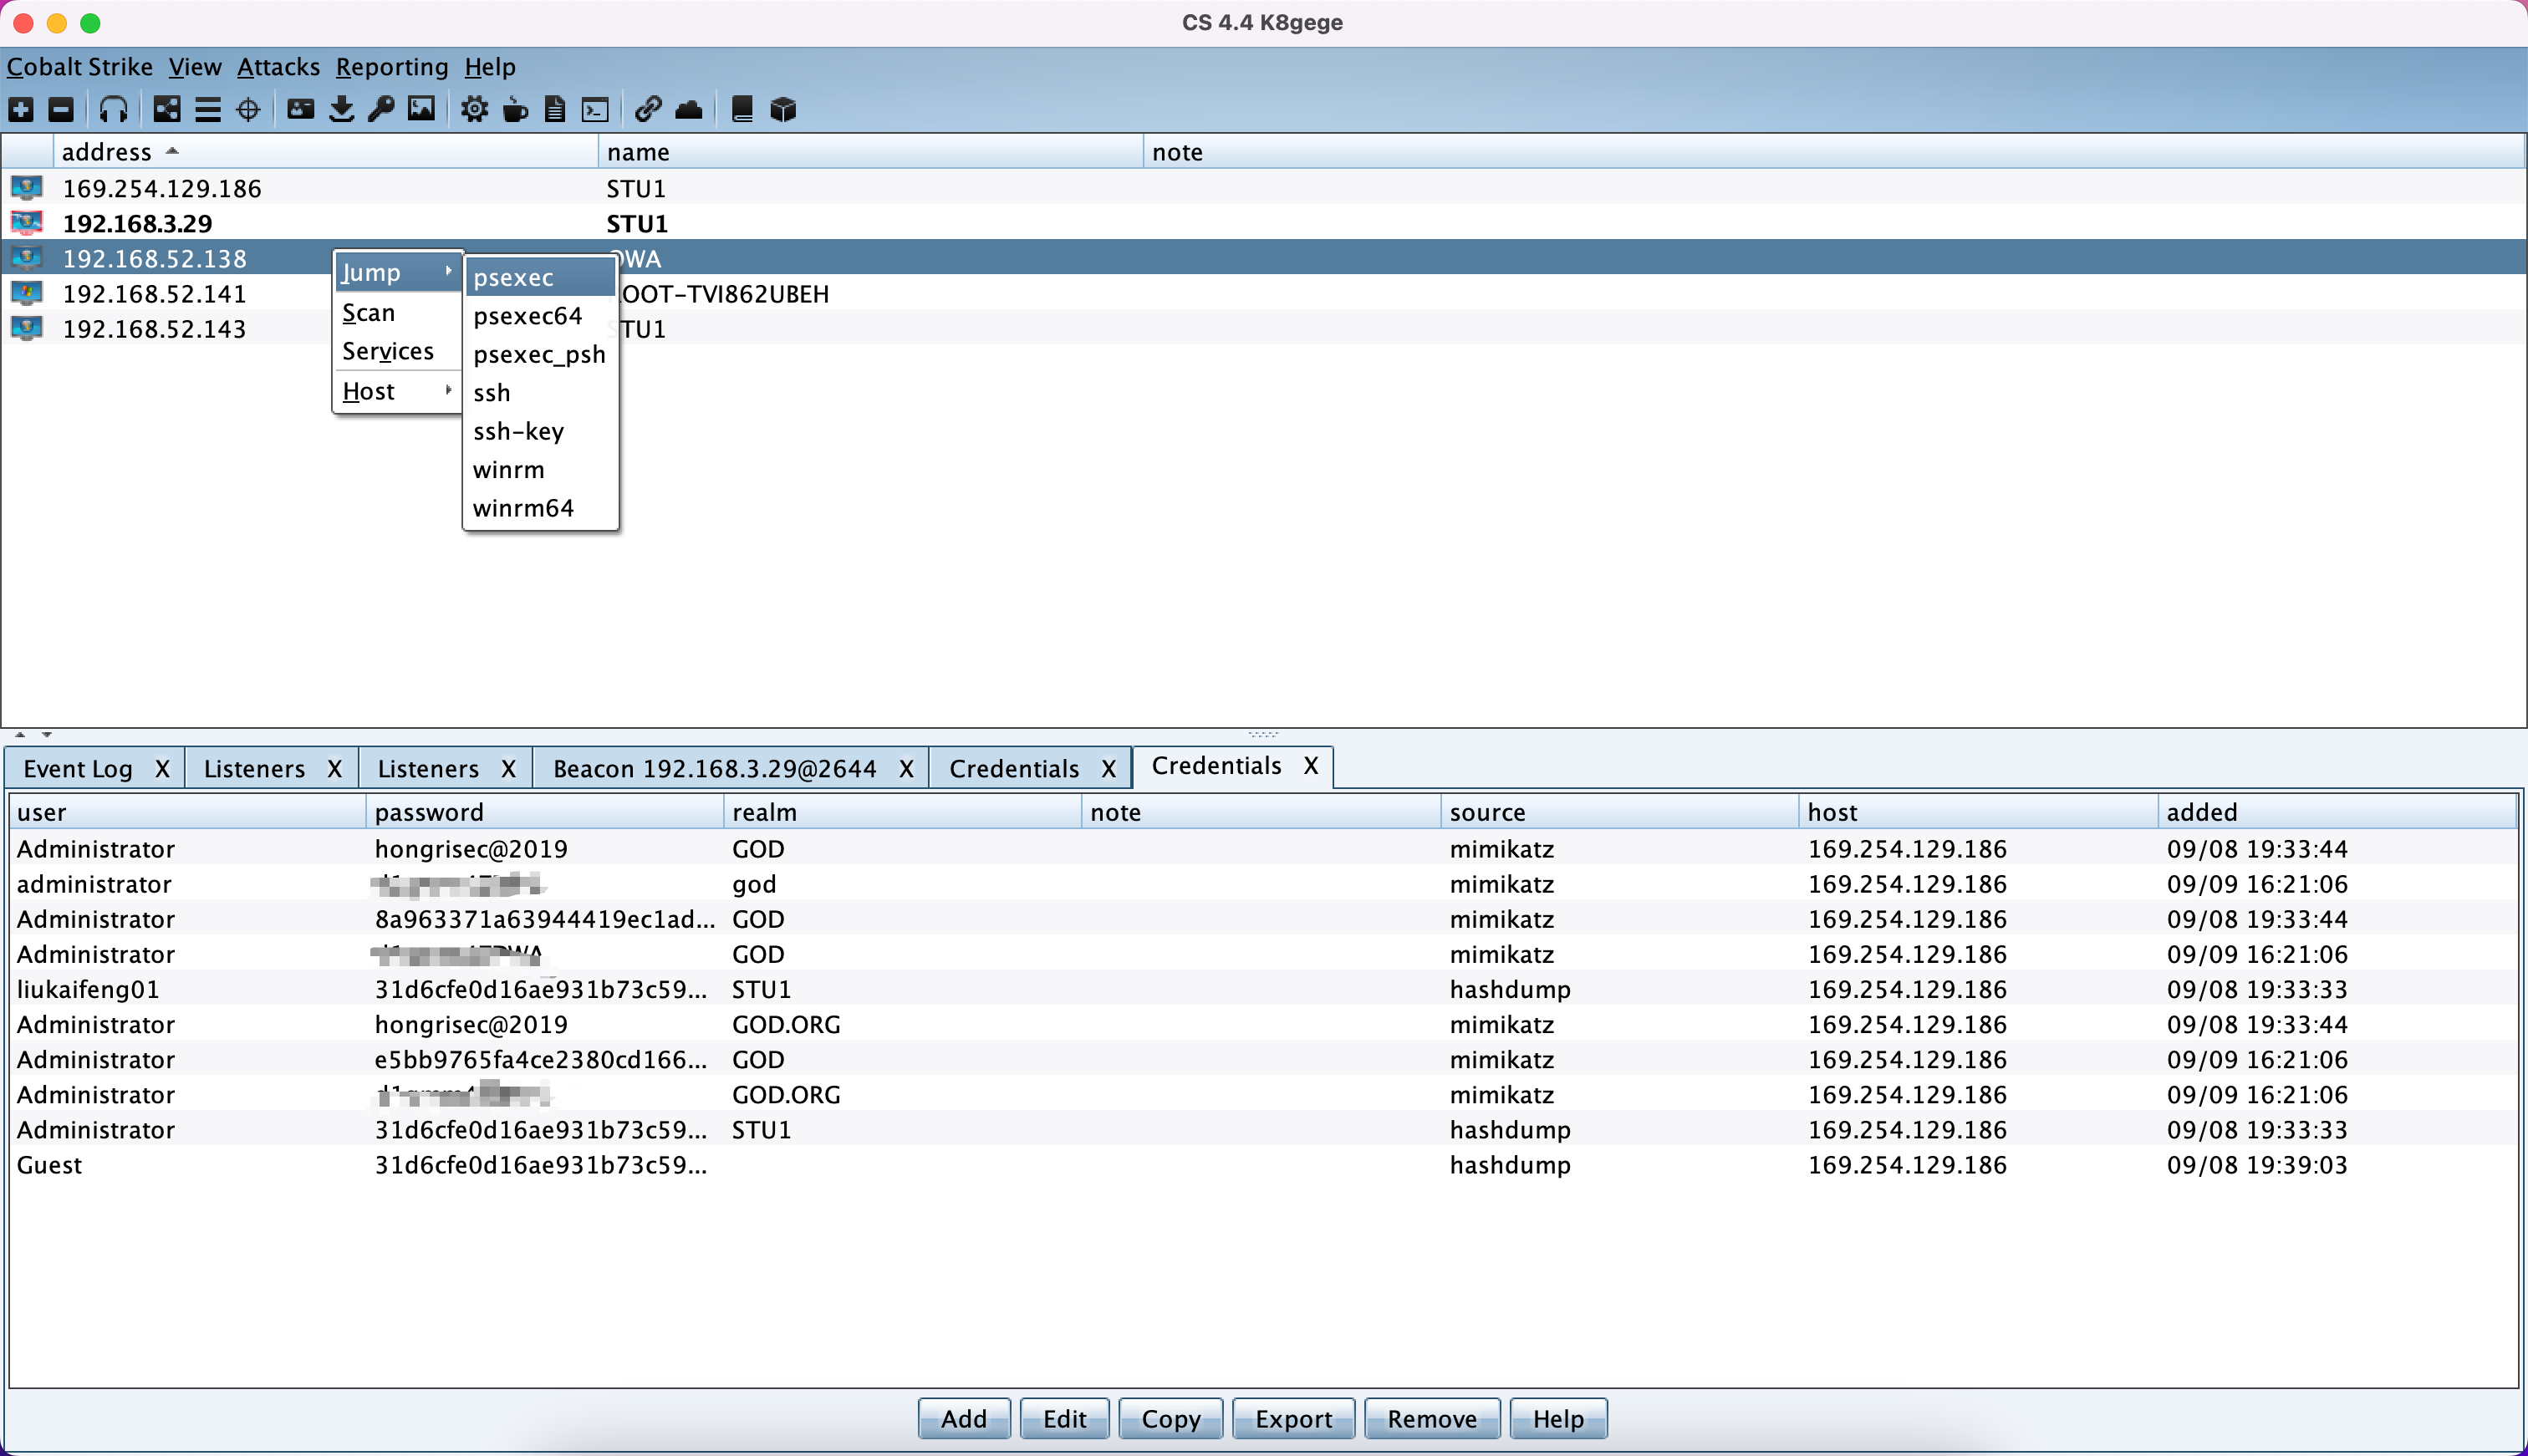 CS 4.4 K8gege
Cobalt Strike View Attacks Reporting Help
address name note
169.254.129.186 STU1
192.168.3.29 STU1
192.168.52.138 OWA
192.168.52.141 OOT-TVI862UBEH
192.168.52.143 STU1
Jump
Scan
Services
Host
psexec
psexec64
psexec_psh
ssh
ssh-key
winrm
winrm64
Event Log X Listeners X Listeners X Beacon 192.168.3.29@2644 X Credentials X Credentials X
user password realm note source host added
Administrator hongrisec@2019 GOD mimikatz 169.254.129.186 09/08 19:33:44
administrator god mimikatz 169.254.129.186 09/09 16:21:06
Administrator 8a963371a63944419ec1ad... GOD mimikatz 169.254.129.186 09/08 19:33:44
Administrator GOD mimikatz 169.254.129.186 09/09 16:21:06
liukaifeng01 31d6cfe0d16ae931b73c59... STU1 hashdump 169.254.129.186 09/08 19:33:33
Administrator hongrisec@2019 GOD.ORG mimikatz 169.254.129.186 09/08 19:33:44
Administrator e5bb9765fa4ce2380cd166... GOD mimikatz 169.254.129.186 09/09 16:21:06
Administrator GOD.ORG mimikatz 169.254.129.186 09/09 16:21:06
Administrator 31d6cfe0d16ae931b73c59... STU1 hashdump 169.254.129.186 09/08 19:33:33
Guest 31d6cfe0d16ae931b73c59... hashdump 169.254.129.186 09/08 19:39:03
Add Edit Copy Export Remove Help